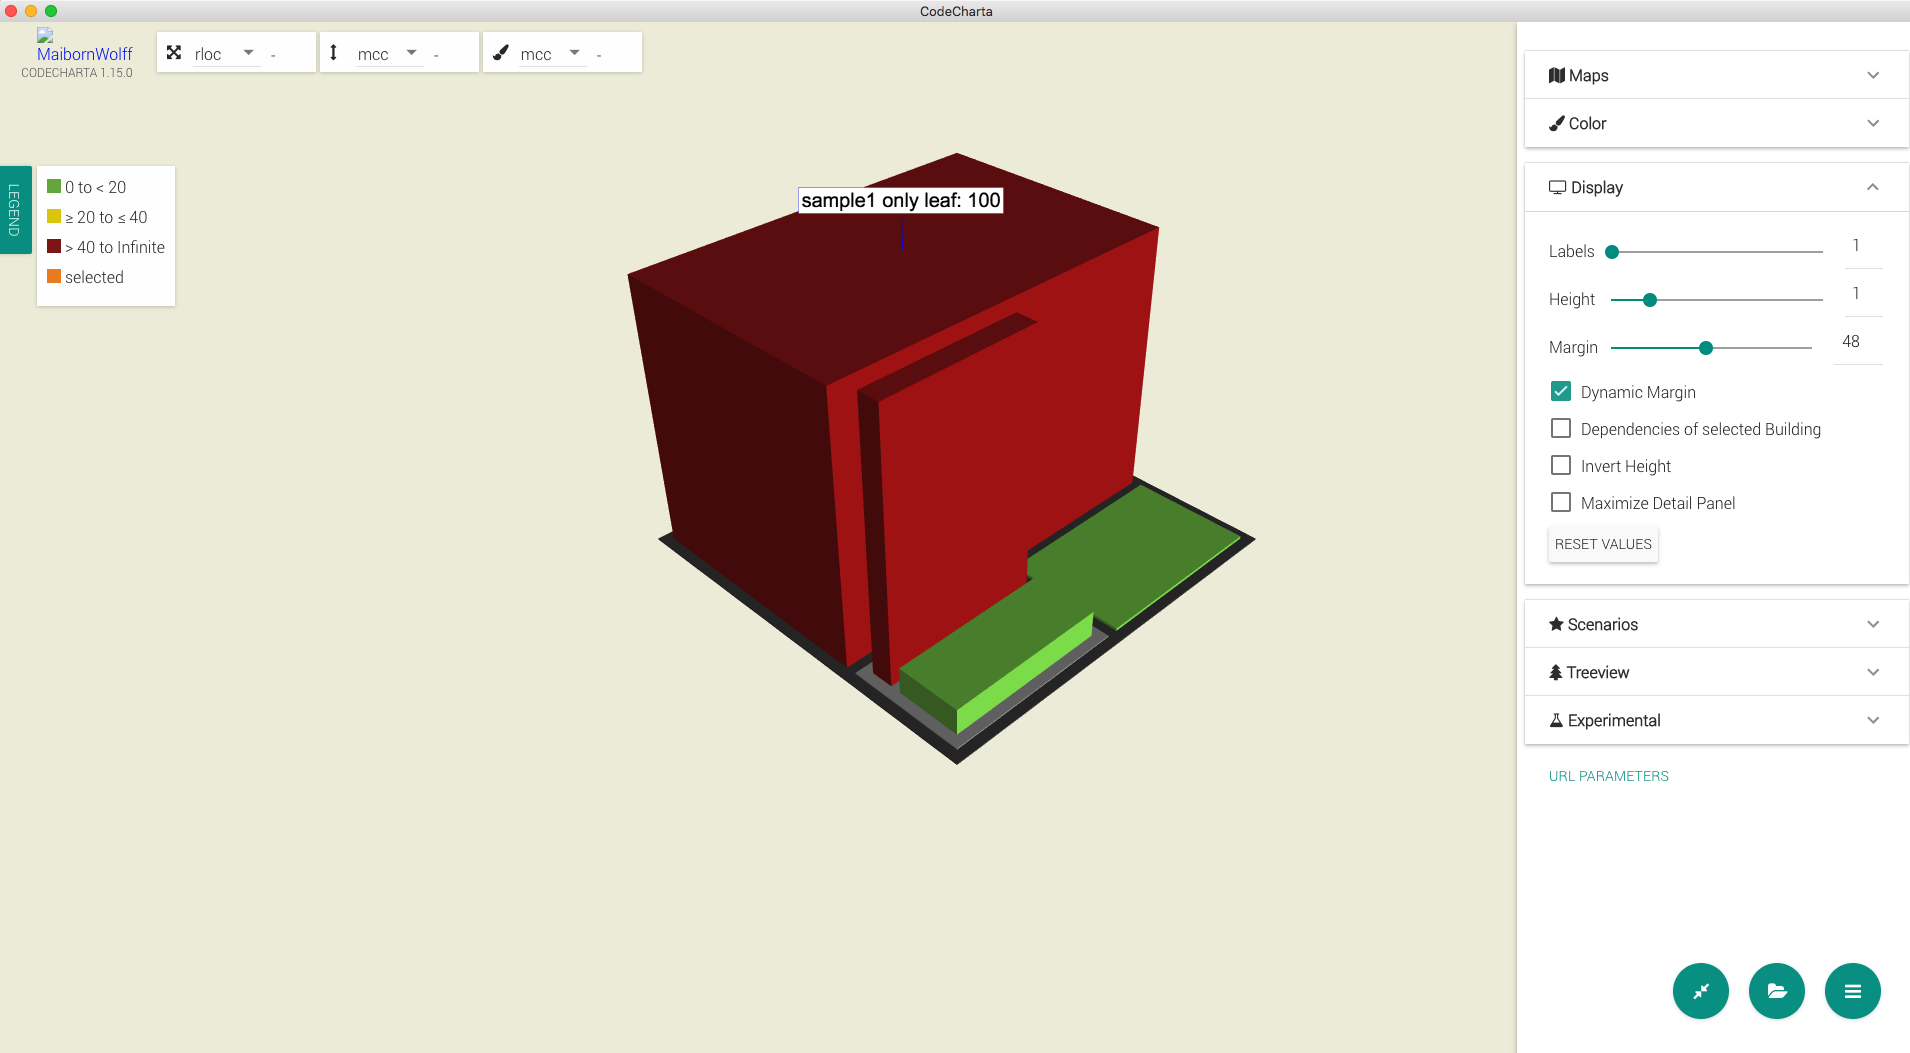 CodeCharta
MaibornWolff
CODECHARTA 1.15.0
rloc -
mcc -
mcc -
LEGEND
0 to < 20
≥ 20 to ≤ 40
> 40 to Infinite
selected
sample1 only leaf: 100
Maps
Color
Display
Labels 1
Height 1
Margin 48
Dynamic Margin
Dependencies of selected Building
Invert Height
Maximize Detail Panel
RESET VALUES
Scenarios
Treeview
Experimental
URL PARAMETERS